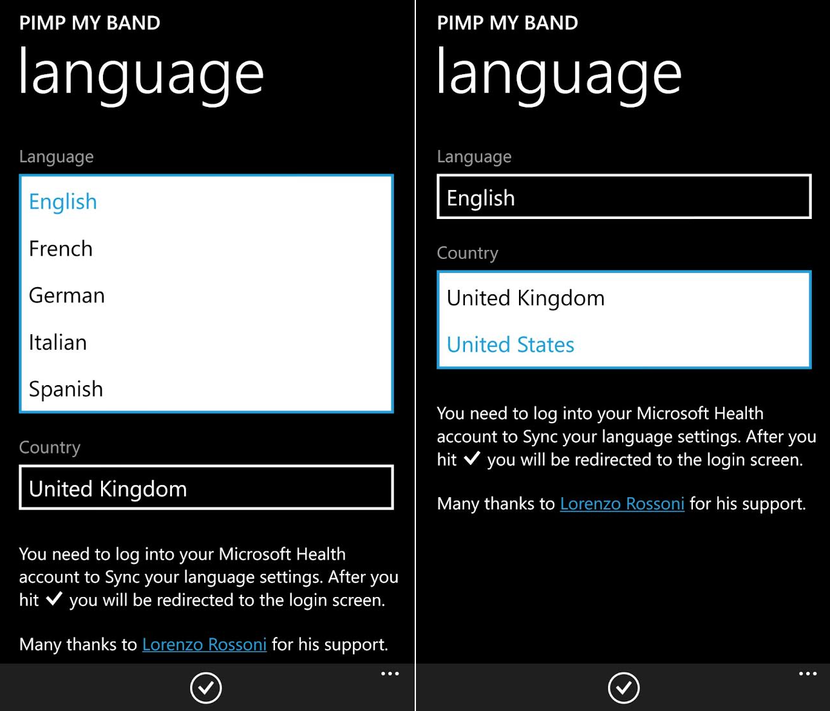 PIMP MY BAND
language
Language
English
French
German
Italian
Spanish
Country
United Kingdom
You need to log into your Microsoft Health
account to Sync your language settings. After you
hit ✔ you will be redirected to the login screen.
Many thanks to Lorenzo Rossoni for his support.
PIMP MY BAND
language
Language
English
Country
United Kingdom
United States
You need to log into your Microsoft Health
account to Sync your language settings. After you
hit ✔ you will be redirected to the login screen.
Many thanks to Lorenzo Rossoni for his support.